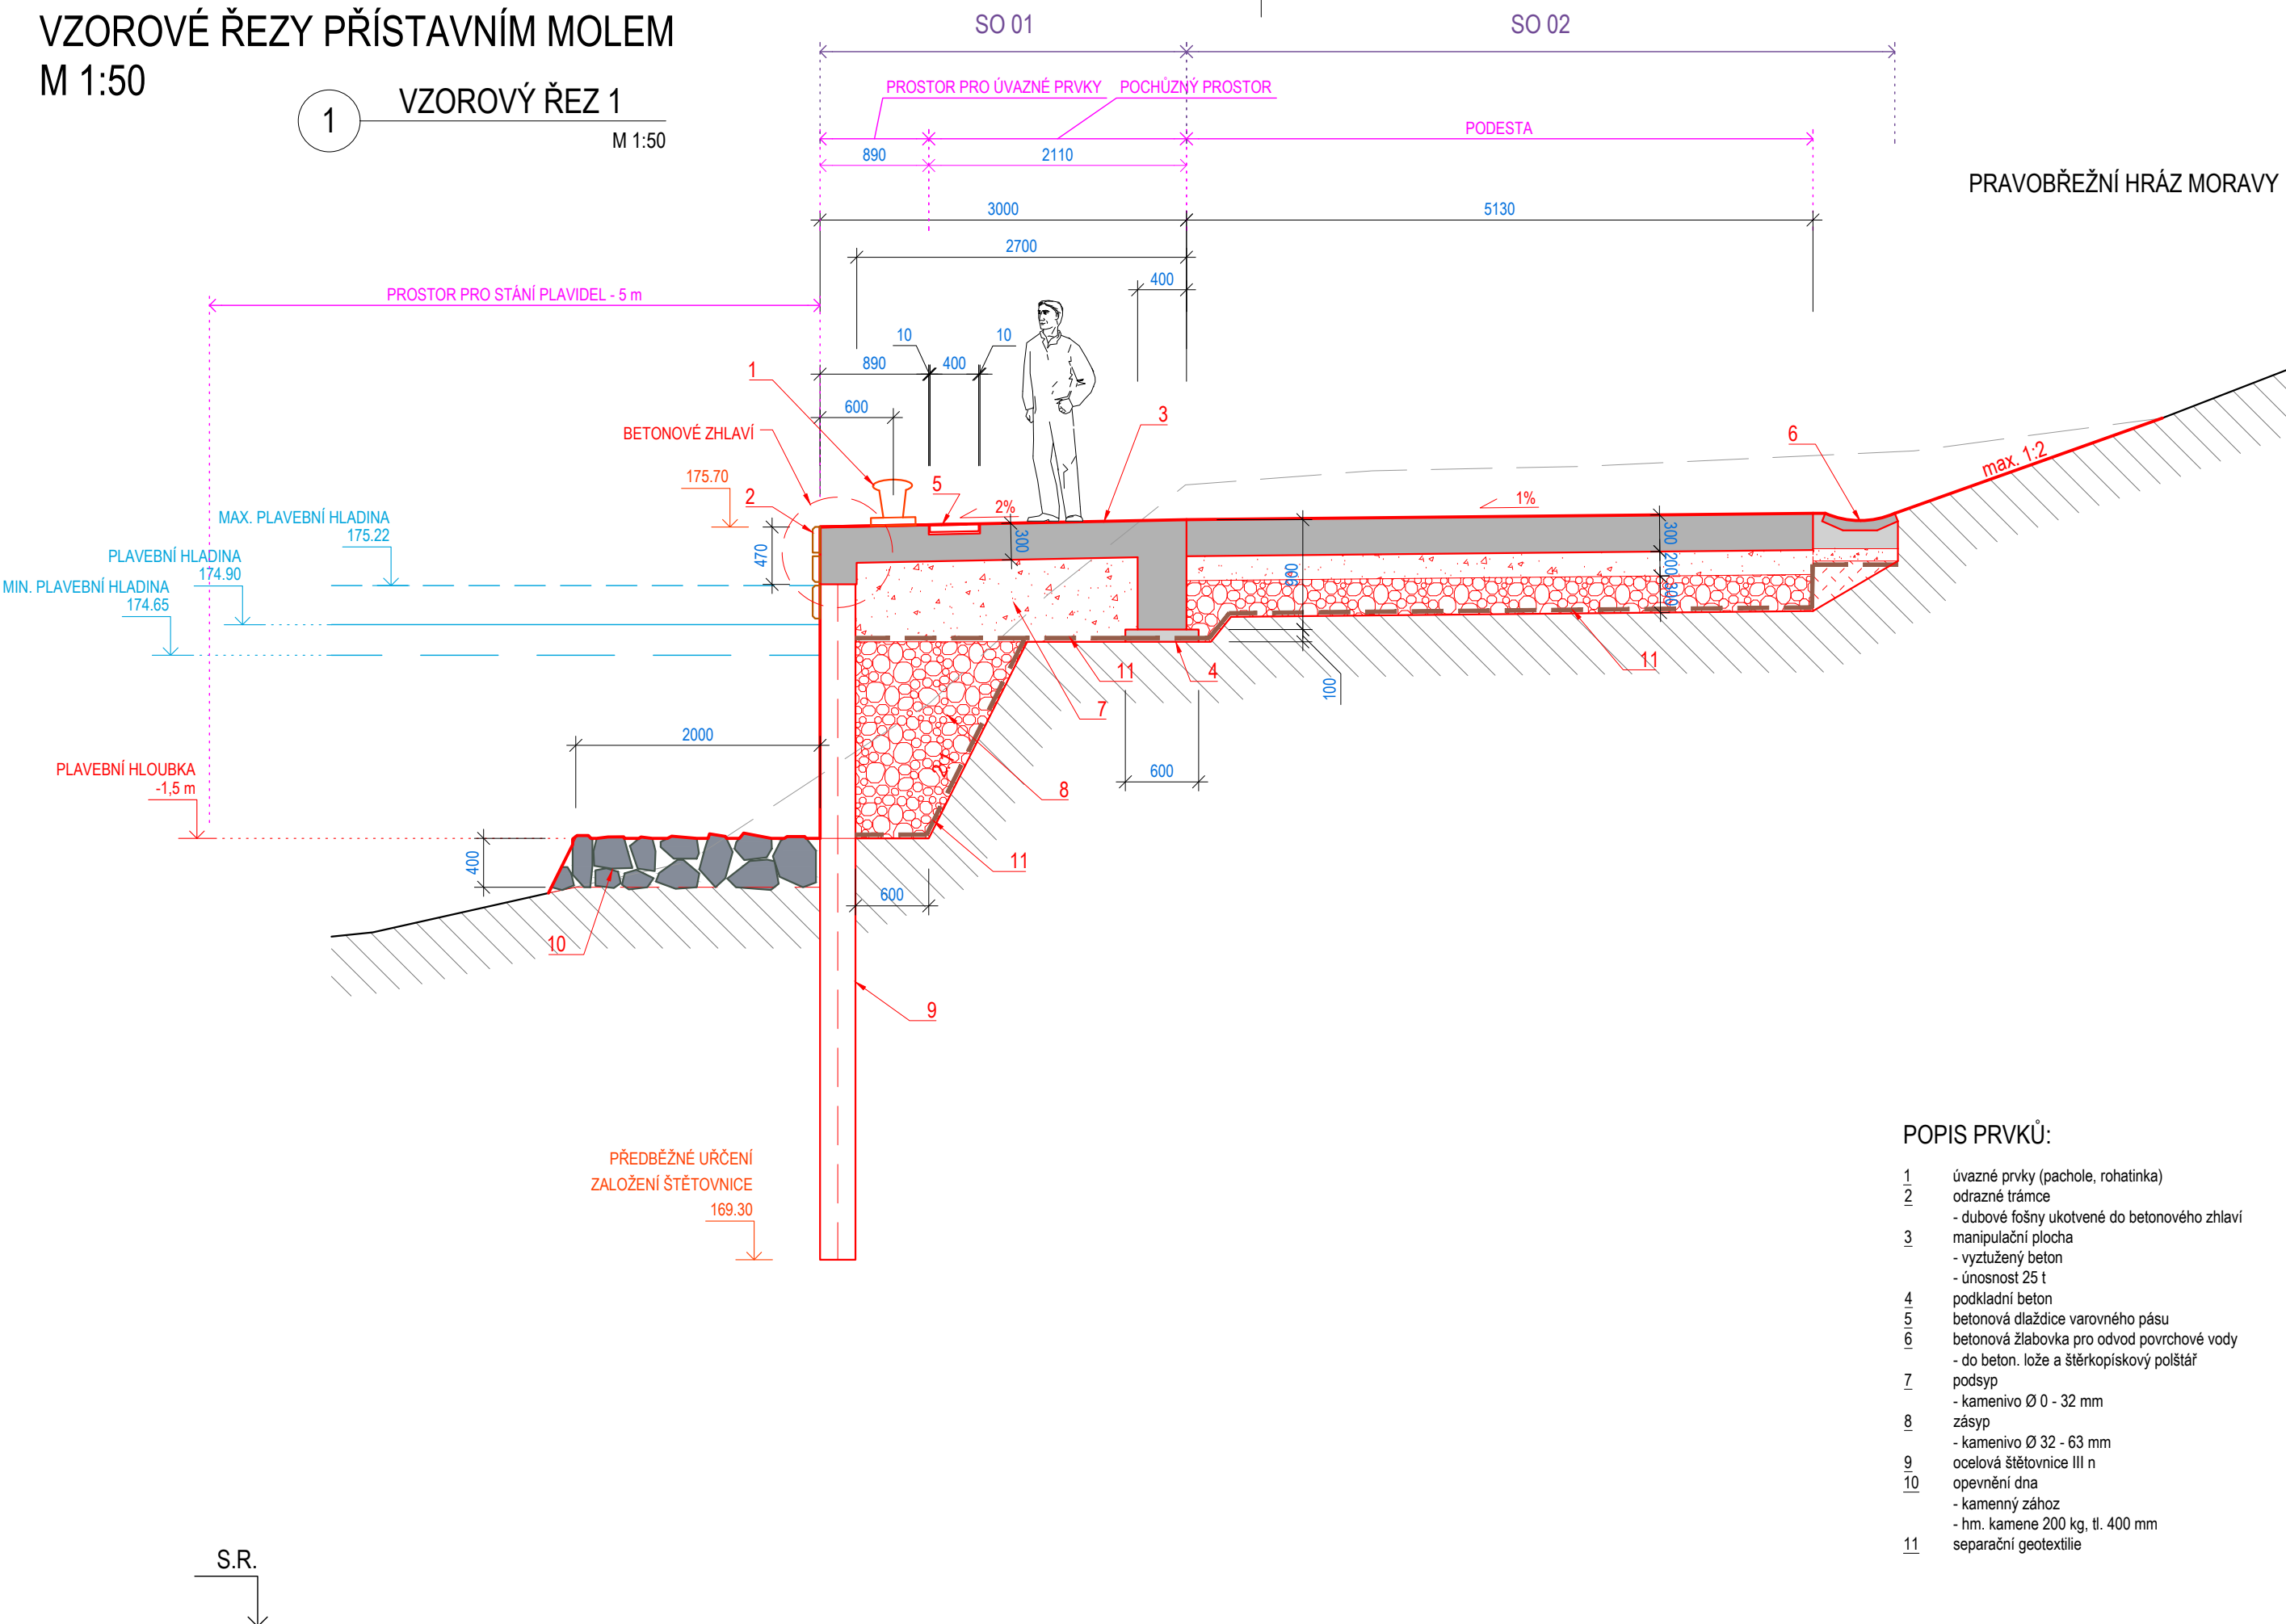 VZOROVÉ ŘEZY PŘÍSTAVNÍM MOLEM
M 1:50
1
VZOROVÝ ŘEZ 1
M 1:50
SO 01
SO 02
PROSTOR PRO ÚVAZNÉ PRVKY
POCHŮZNÝ PROSTOR
PODESTA
890
2110
PRAVOBŘEŽNÍ HRÁZ MORAVY
3000
5130
2700
400
PROSTOR PRO STÁNÍ PLAVIDEL - 5 m
10
10
890
400
1
600
3
BETONOVÉ ZHLAVÍ
6
max. 1:2
175.70
2
5
2%
1%
MAX. PLAVEBNÍ HLADINA
175.22
470
300
300
PLAVEBNÍ HLADINA
174.90
200
MIN. PLAVEBNÍ HLADINA
174.65
900
300
11
4
11
100
7
2000
PLAVEBNÍ HLOUBKA
-1,5 m
2:1
600
8
400
11
600
10
9
PŘEDBĚŽNÉ UŘČENÍ
ZALOŽENÍ ŠTĚTOVNICE
169.30
POPIS PRVKŮ:
1 úvazné prvky (pachole, rohatinka)
2 odrazné trámce
- dubové fošny ukotvené do betonového zhlaví
3 manipulační plocha
- vyztužený beton
- únosnost 25 t
4 podkladní beton
5 betonová dlaždice varovného pásu
6 betonová žlabovka pro odvod povrchové vody
- do beton. lože a štěrkopískový polštář
7 podsyp
- kamenivo Ø 0 - 32 mm
8 zásyp
- kamenivo Ø 32 - 63 mm
9 ocelová štětovnice III n
10 opevnění dna
- kamenný zához
- hm. kamene 200 kg, tl. 400 mm
11 separační geotextilie
S.R.